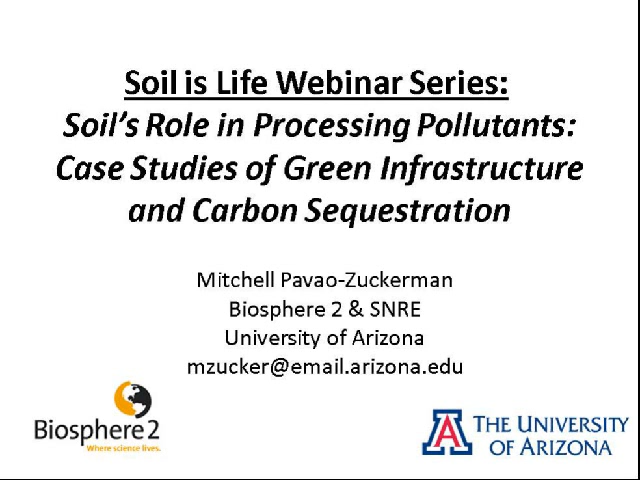 Soil is Life Webinar Series:
Soil's Role in Processing Pollutants:
Case Studies of Green Infrastructure
and Carbon Sequestration
Mitchell Pavao-Zuckerman
Biosphere 2 & SNRE
University of Arizona
mzucker@email.arizona.edu
Biosphere 2
Where science lives.
A
THE UNIVERSITY
OF ARIZONA